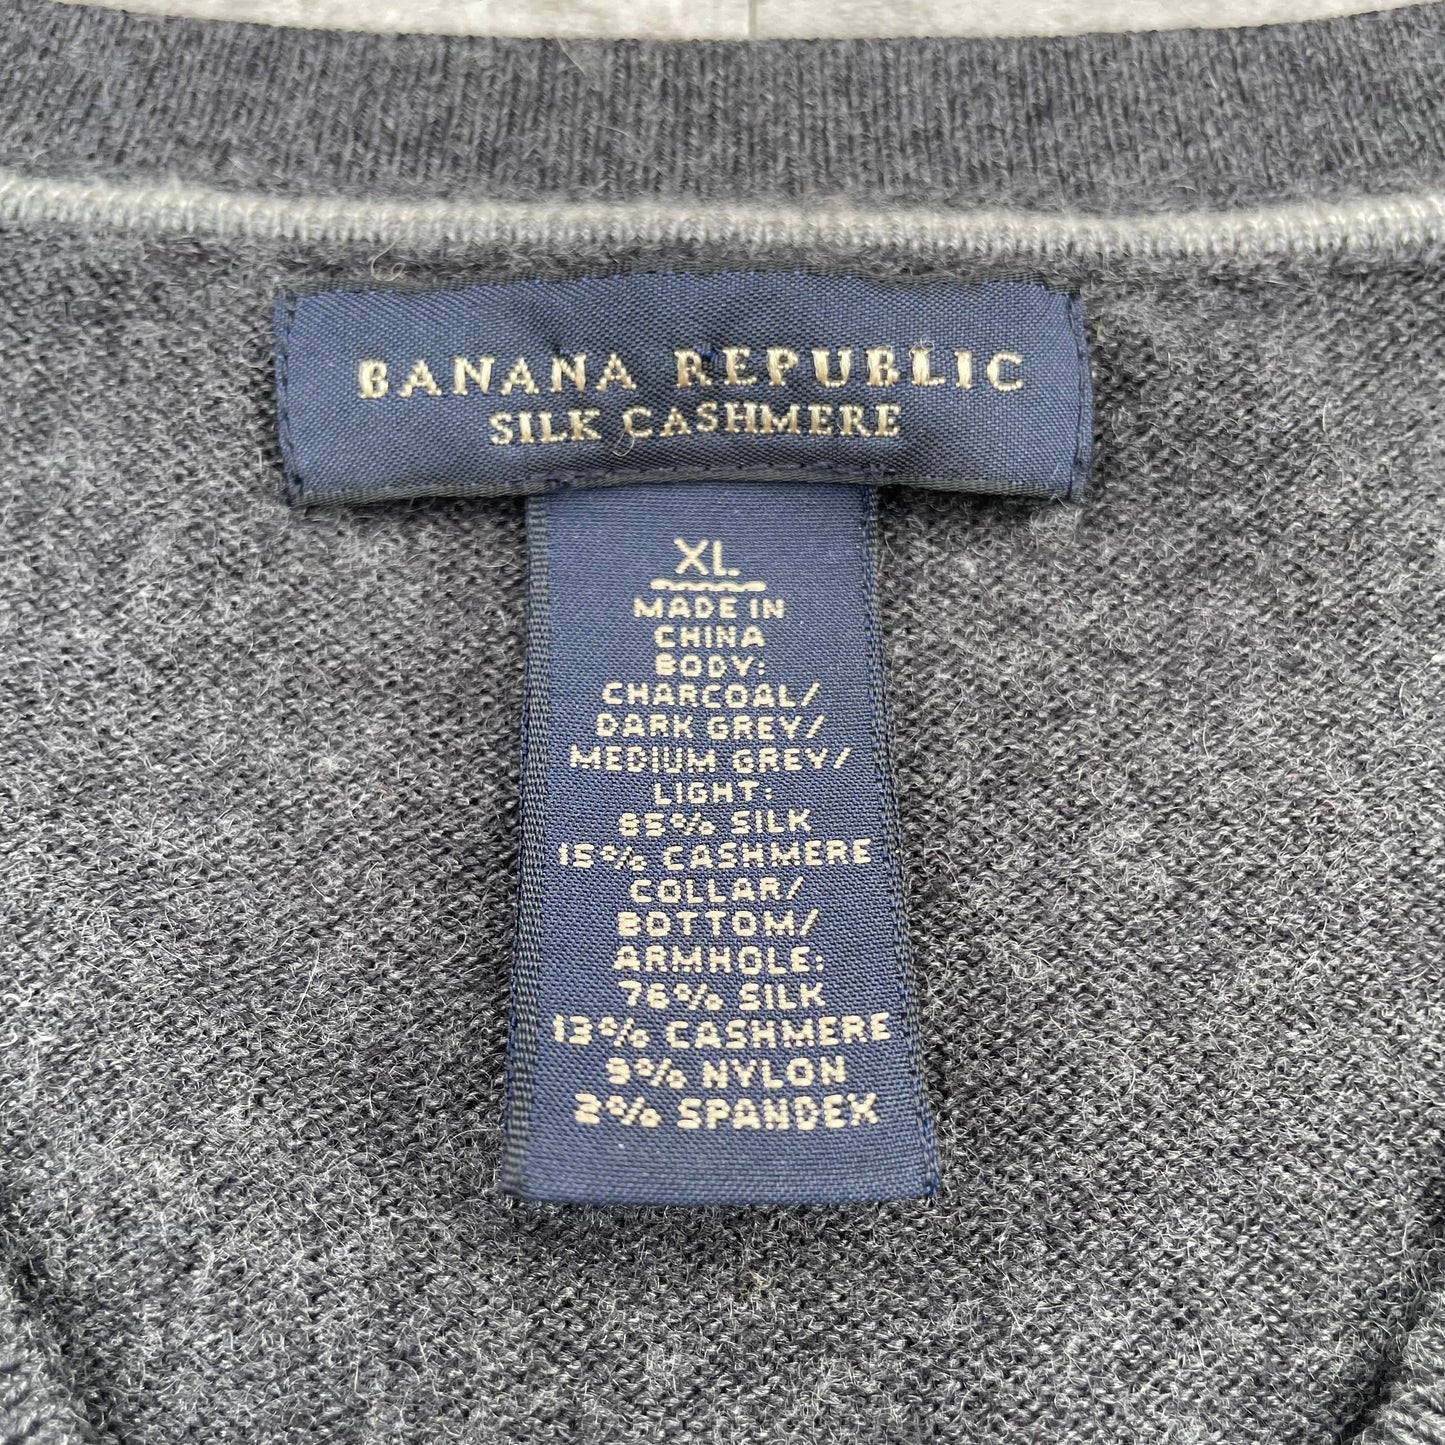 BANANA REPUBLIC
SILK CASHMERE
XL
MADE IN
CHINA
BODY:
CHARCOAL/
DARK GREY/
MEDIUM GREY/
LIGHT:
85% SILK
15% CASHMERE
COLLAR/
BOTTOM/
ARMHOLE:
76% SILK
13% CASHMERE
9% NYLON
2% SPANDEX